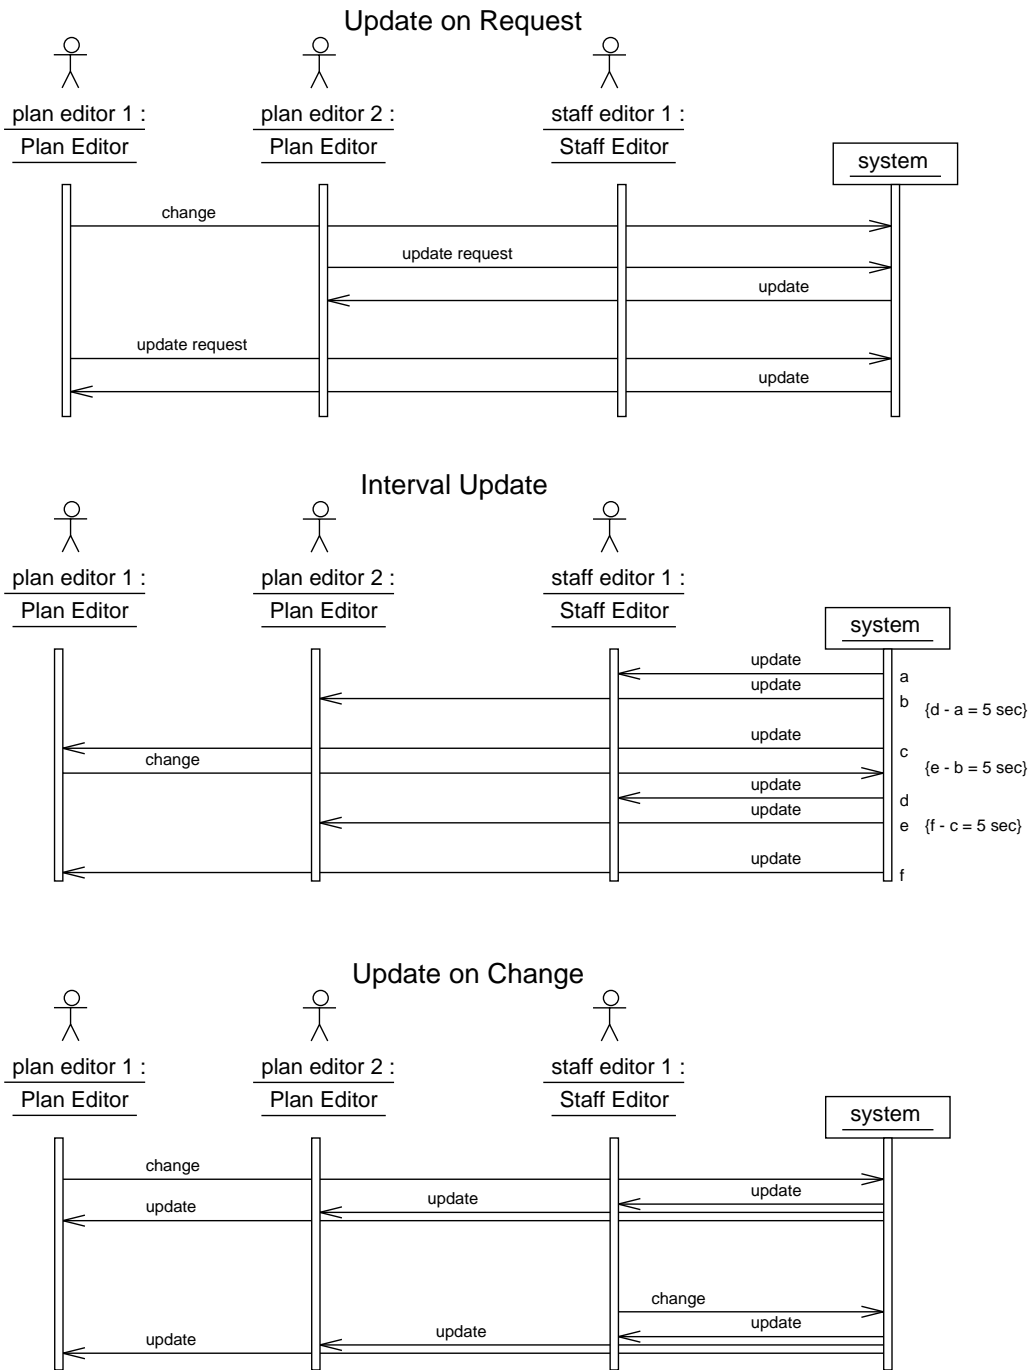 Update on Request
plan editor 1 : plan editor 2 : staff editor 1 :
Plan Editor Plan Editor Staff Editor
system
change
update request
update
update request
update
Interval Update
plan editor 1 : plan editor 2 : staff editor 1 :
Plan Editor Plan Editor Staff Editor
system
update
a
update
b
{d - a = 5 sec}
update
c
change
{e - b = 5 sec}
update
d
update
e {f - c = 5 sec}
update
f
Update on Change
plan editor 1 : plan editor 2 : staff editor 1 :
Plan Editor Plan Editor Staff Editor
system
change
update update update
change
update update update